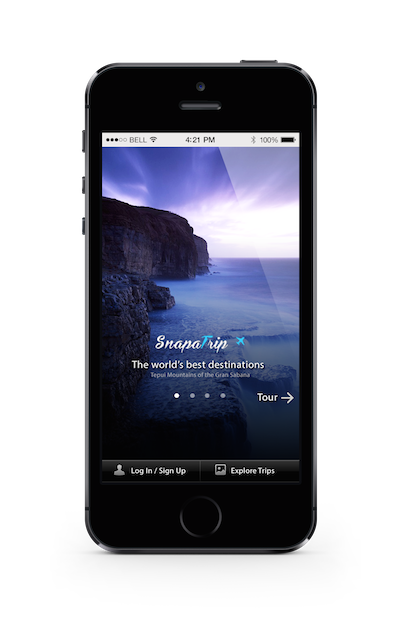 BELL 4:21 PM 100%
SnapaTrip
The world's best destinations
Tepui Mountains of the Gran Sabana
Tour
Log In / Sign Up Explore Trips